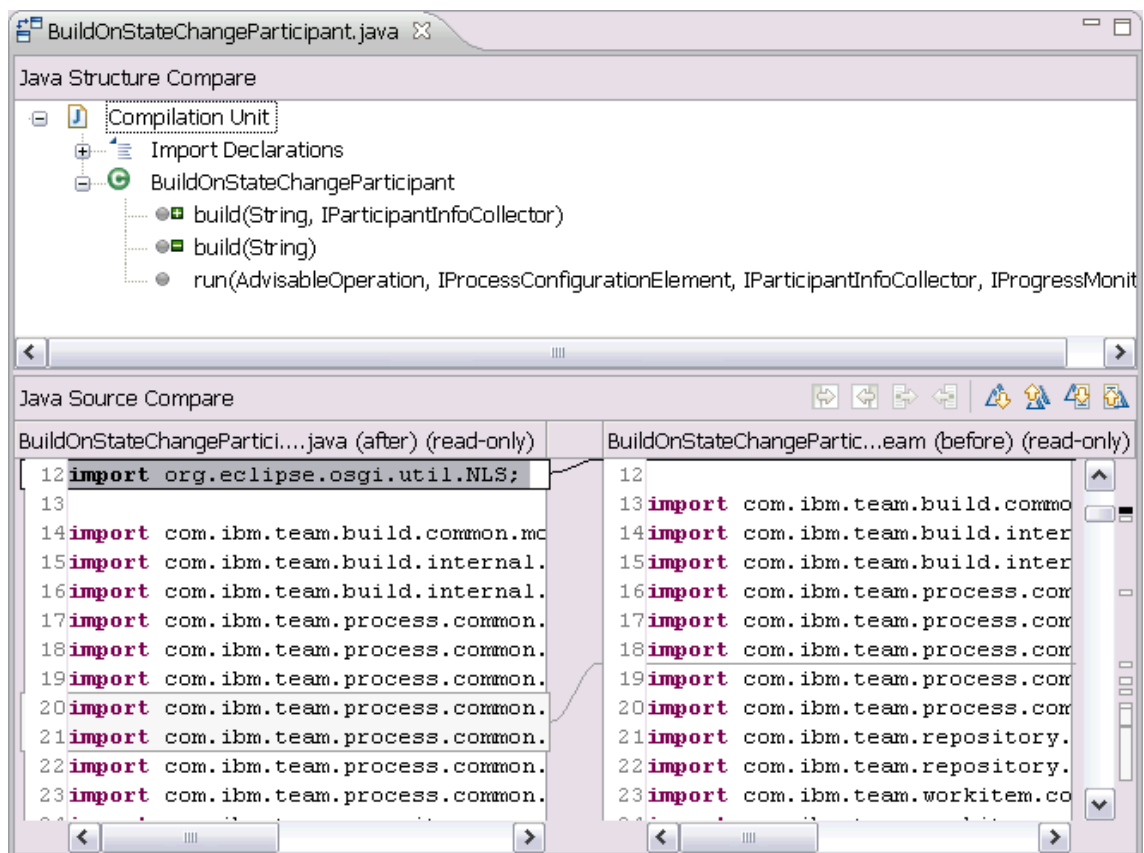 BuildOnStateChangeParticipant.java
Java Structure Compare
Compilation Unit
Import Declarations
BuildOnStateChangeParticipant
build(String, IParticipantInfoCollector)
build(String)
run(AdvisableOperation, IProcessConfigurationElement, IParticipantInfoCollector, IProgressMonit
Java Source Compare
BuildOnStateChangePartici....java (after) (read-only)
12 import org.eclipse.osgi.util.NLS;
13
14 import com.ibm.team.build.common.mo
15 import com.ibm.team.build.internal.
16 import com.ibm.team.build.internal.
17 import com.ibm.team.process.common.
18 import com.ibm.team.process.common.
19 import com.ibm.team.process.common.
20 import com.ibm.team.process.common.
21 import com.ibm.team.process.common.
22 import com.ibm.team.process.common.
23 import com.ibm.team.process.common.
BuildOnStateChangePartic...eam (before) (read-only)
12
13 import com.ibm.team.build.commo
14 import com.ibm.team.build.inter
15 import com.ibm.team.build.inter
16 import com.ibm.team.process.com
17 import com.ibm.team.process.com
18 import com.ibm.team.process.com
19 import com.ibm.team.process.com
20 import com.ibm.team.process.com
21 import com.ibm.team.repository.
22 import com.ibm.team.repository.
23 import com.ibm.team.workitem.co